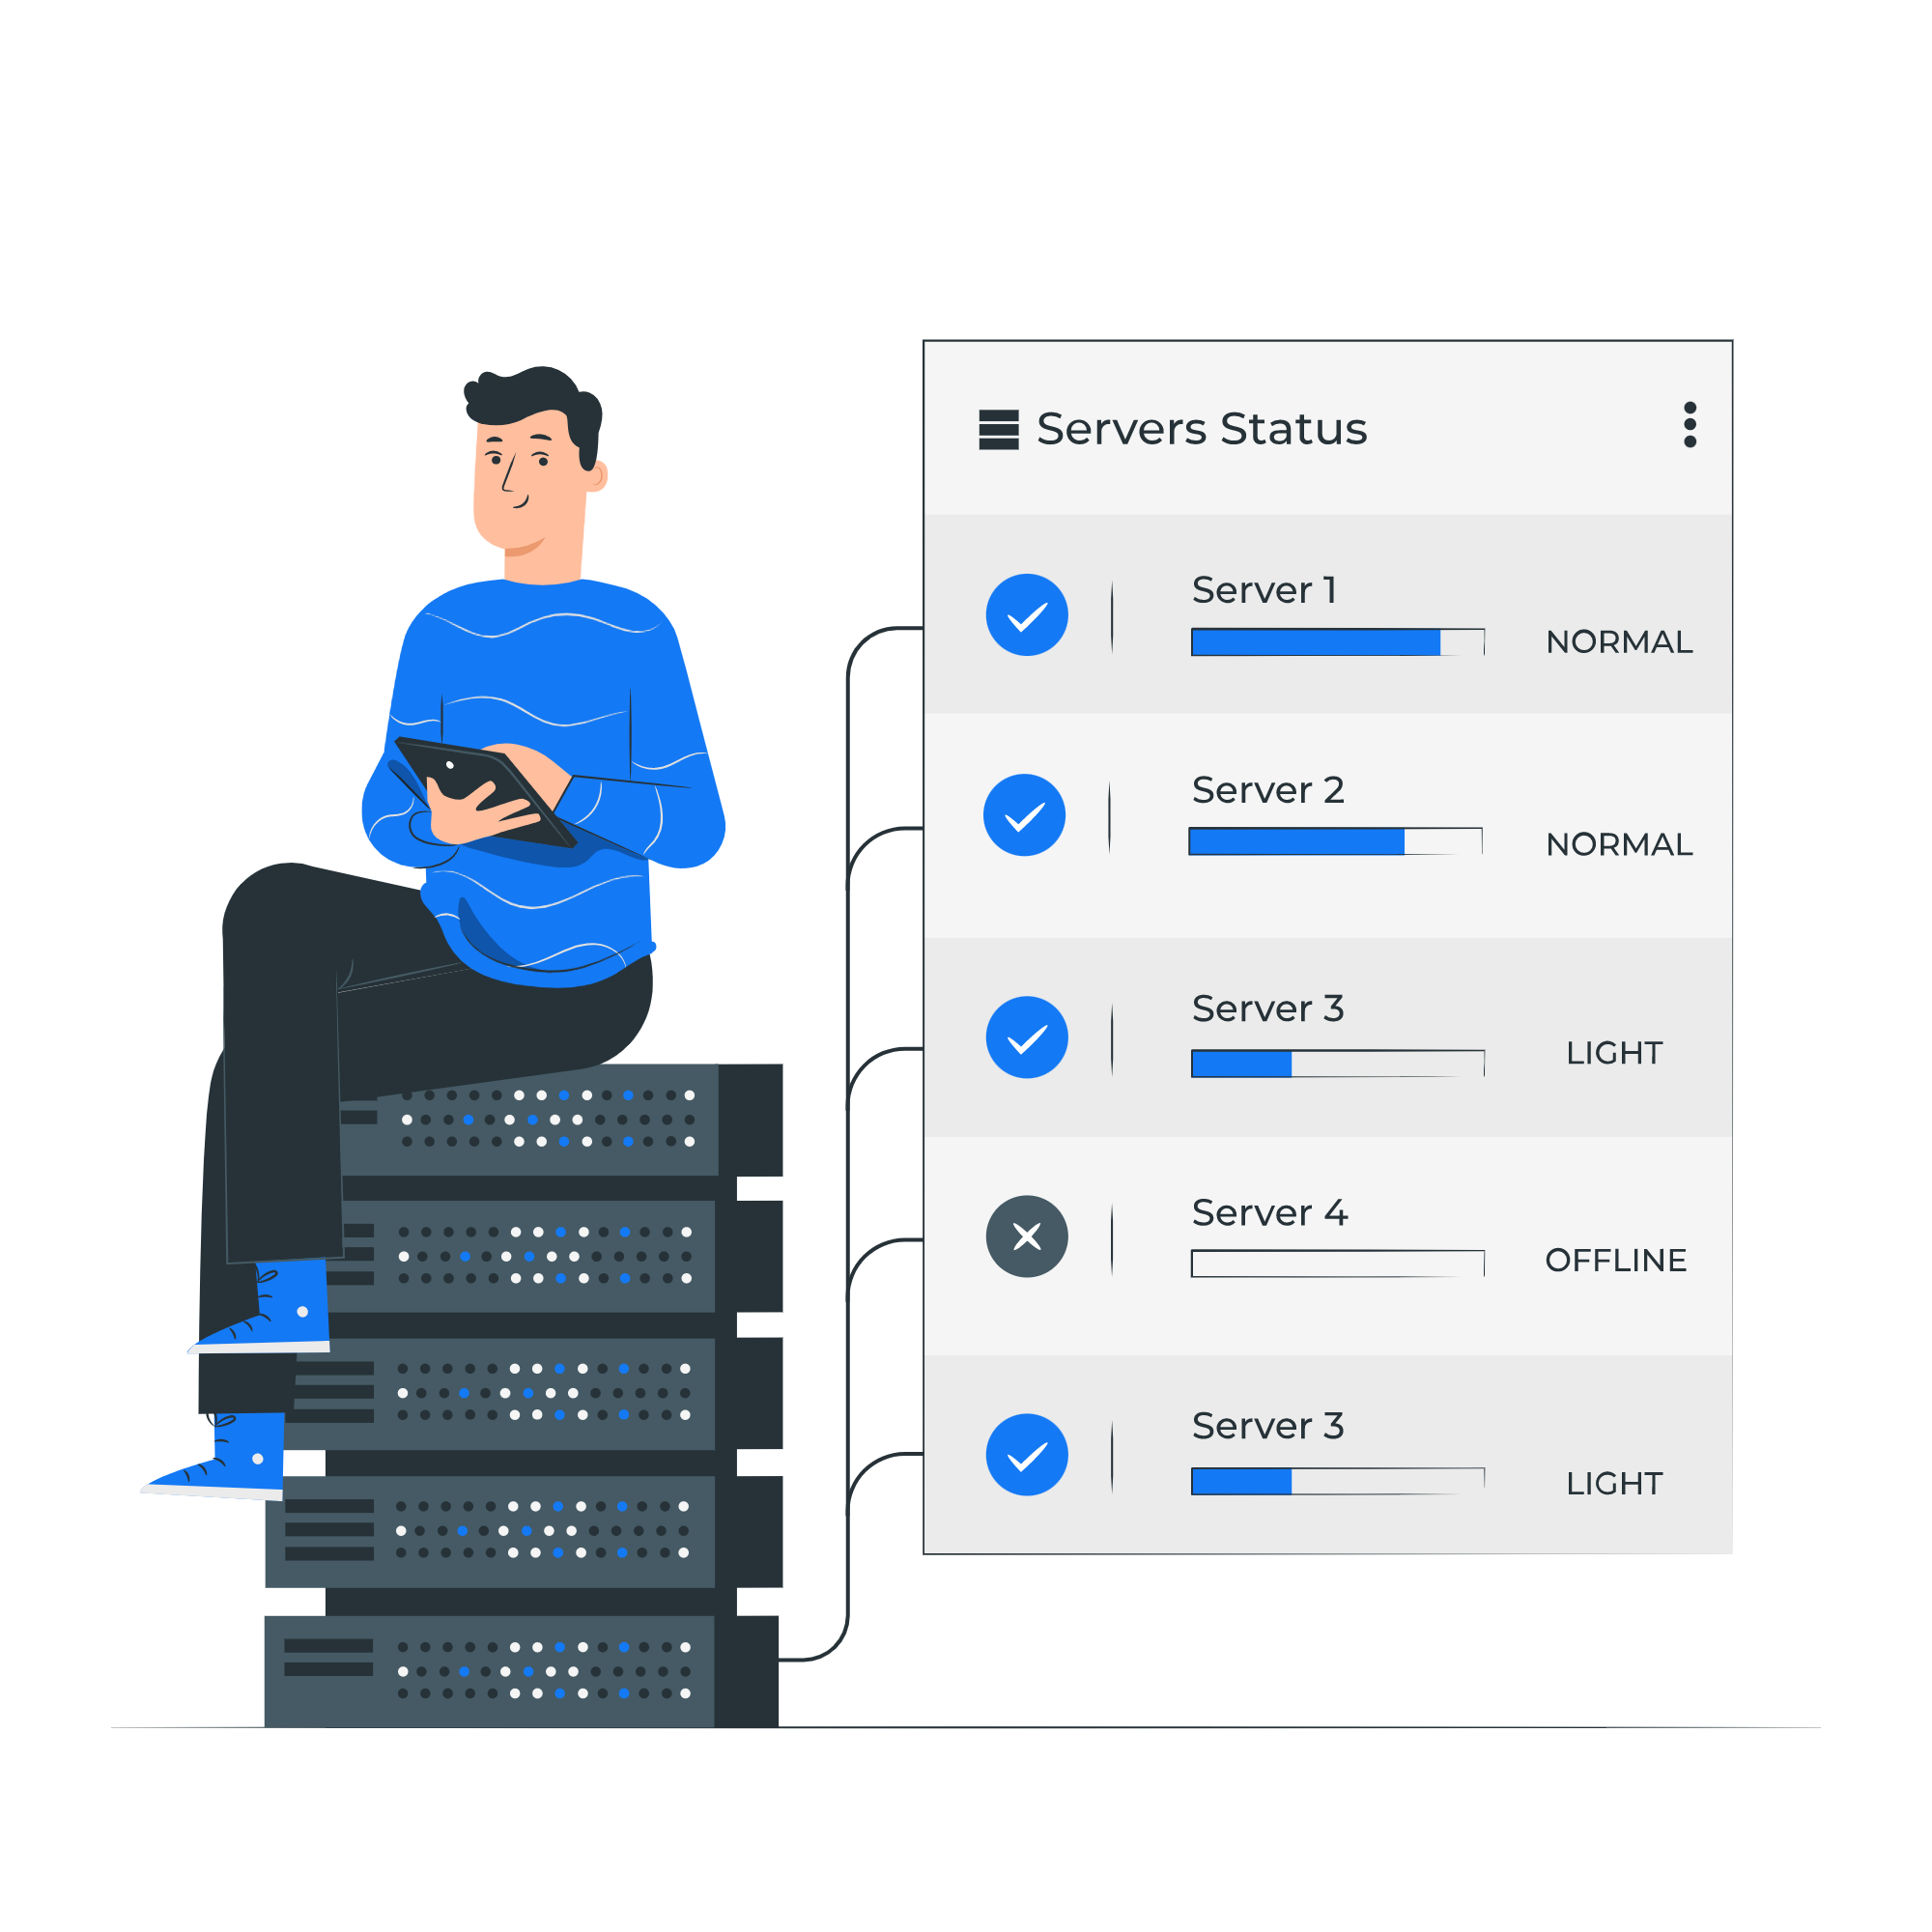 Servers Status
Server 1
NORMAL
Server 2
NORMAL
Server 3
LIGHT
Server 4
OFFLINE
Server 3
LIGHT